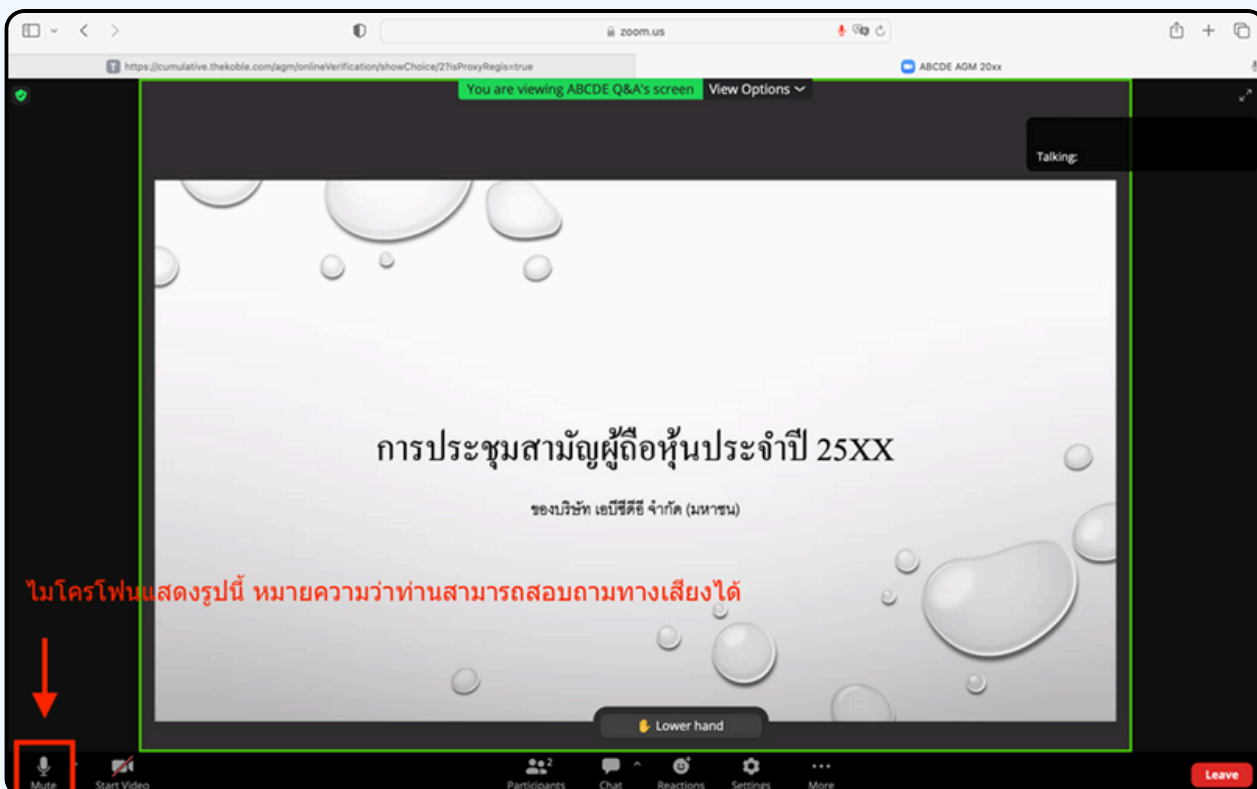 zoom.us
https://cumulative.thekoble.com/agm/onlineVerification/showChoice/2?isProxyRegis=true
ABCDE AGM 20xx
You are viewing ABCDE Q&A's screen View Options
Talking:
การประชุมสามัญผู้ถือหุ้นประจำปี 25XX
ของบริษัท เอบีซีดีอี จำกัด (มหาชน)
ไมโครโฟนแสดงรูปนี้ หมายความว่าท่านสามารถสอบถามทางเสียงได้
Lower hand
Mute Start Video Participants 2 Chat Reactions Settings More Leave